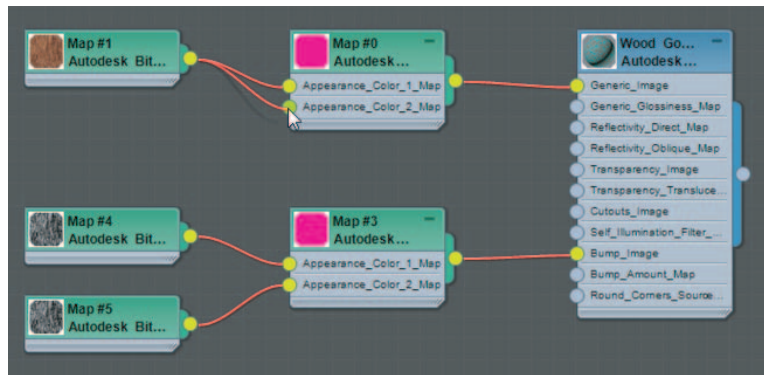 Map #1
Autodesk Bit...
Map #0
Autodesk...
Appearance_Color_1_Map
Appearance_Color_2_Map
Wood Go...
Autodesk...
Generic_Image
Generic_Glossiness_Map
Reflectivity_Direct_Map
Reflectivity_Oblique_Map
Transparency_Image
Transparency_Transluce...
Cutouts_Image
Self_Illumination_Filter_...
Bump_Image
Bump_Amount_Map
Round_Corners_Source...
Map #4
Autodesk Bit...
Map #3
Autodesk...
Appearance_Color_1_Map
Appearance_Color_2_Map
Map #5
Autodesk Bit...